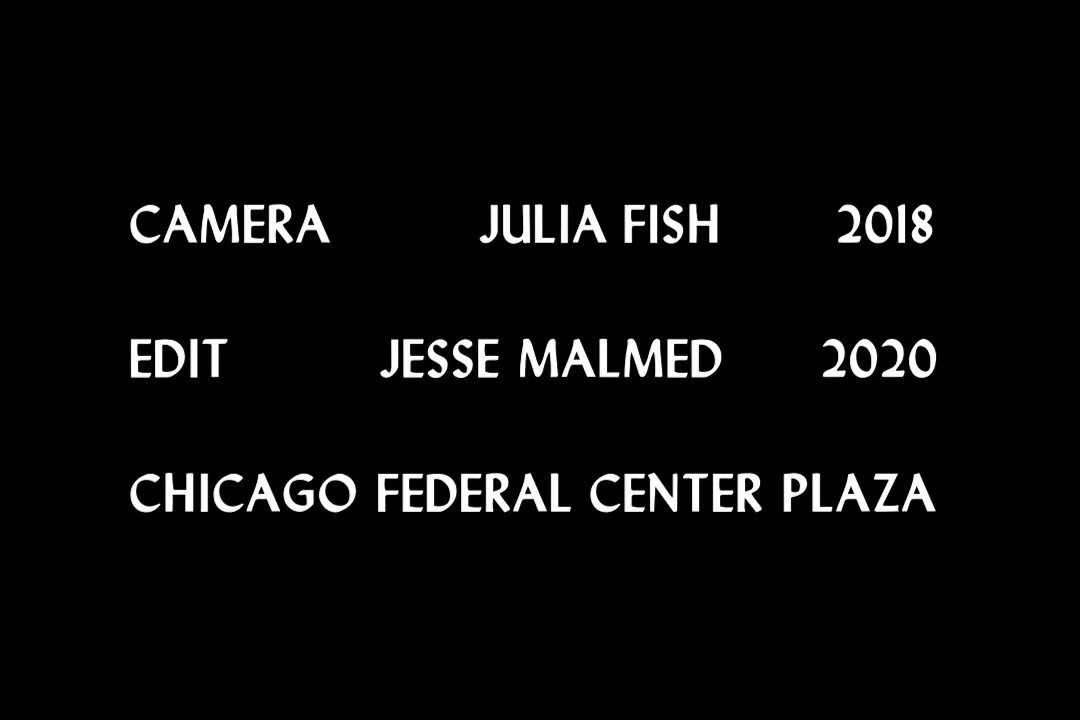 CAMERA JULIA FISH 2018
EDIT JESSE MALMED 2020
CHICAGO FEDERAL CENTER PLAZA